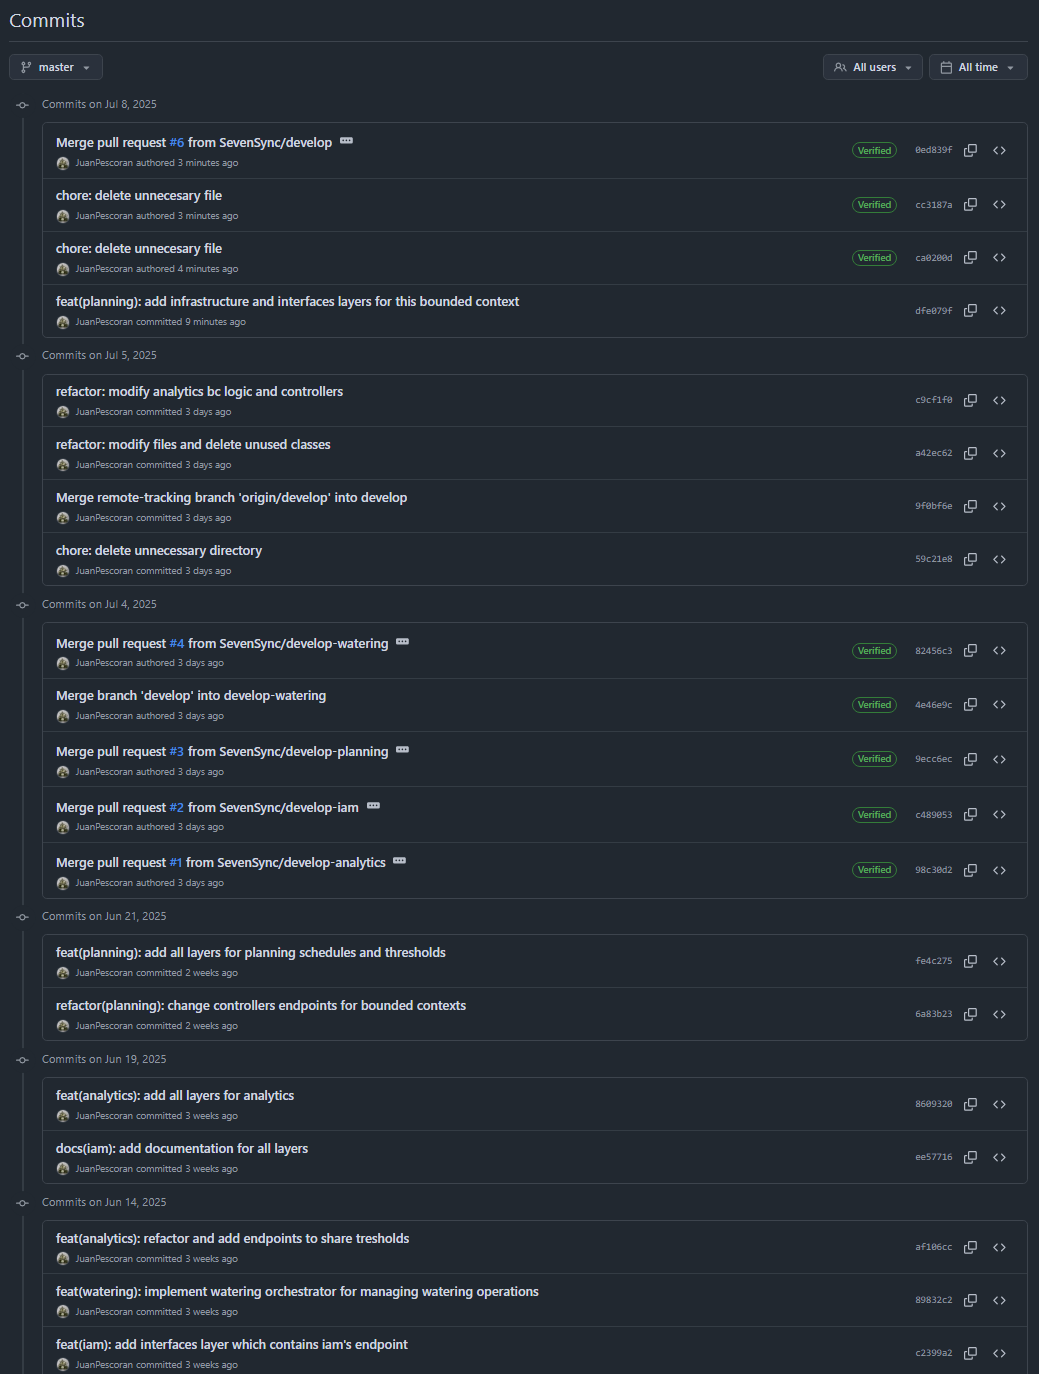 Commits
master
All users
All time
Commits on Jul 8, 2025
Merge pull request #6 from SevenSync/develop
JuanPescoran authored 3 minutes ago
Verified
0ed839f
chore: delete unnecesary file
JuanPescoran authored 3 minutes ago
Verified
cc3187a
chore: delete unnecesary file
JuanPescoran authored 4 minutes ago
Verified
ca0200d
feat(planning): add infrastructure and interfaces layers for this bounded context
JuanPescoran committed 9 minutes ago
dfe079f
Commits on Jul 5, 2025
refactor: modify analytics bc logic and controllers
JuanPescoran committed 3 days ago
c9cf1f0
refactor: modify files and delete unused classes
JuanPescoran committed 3 days ago
a42ec62
Merge remote-tracking branch 'origin/develop' into develop
JuanPescoran committed 3 days ago
9f0bf6e
chore: delete unnecessary directory
JuanPescoran committed 3 days ago
59c21e8
Commits on Jul 4, 2025
Merge pull request #4 from SevenSync/develop-watering
JuanPescoran authored 3 days ago
Verified
82456c3
Merge branch 'develop' into develop-watering
JuanPescoran authored 3 days ago
Verified
4e46e9c
Merge pull request #3 from SevenSync/develop-planning
JuanPescoran authored 3 days ago
Verified
9ecc6ec
Merge pull request #2 from SevenSync/develop-iam
JuanPescoran authored 3 days ago
Verified
c489053
Merge pull request #1 from SevenSync/develop-analytics
JuanPescoran authored 3 days ago
Verified
98c30d2
Commits on Jun 21, 2025
feat(planning): add all layers for planning schedules and thresholds
JuanPescoran committed 2 weeks ago
fe4c275
refactor(planning): change controllers endpoints for bounded contexts
JuanPescoran committed 2 weeks ago
6a83b23
Commits on Jun 19, 2025
feat(analytics): add all layers for analytics
JuanPescoran committed 3 weeks ago
8609320
docs(iam): add documentation for all layers
JuanPescoran committed 3 weeks ago
ee57716
Commits on Jun 14, 2025
feat(analytics): refactor and add endpoints to share tresholds
JuanPescoran committed 3 weeks ago
af106cc
feat(watering): implement watering orchestrator for managing watering operations
JuanPescoran committed 3 weeks ago
89832c2
feat(iam): add interfaces layer which contains iam's endpoint
JuanPescoran committed 3 weeks ago
c2399a2